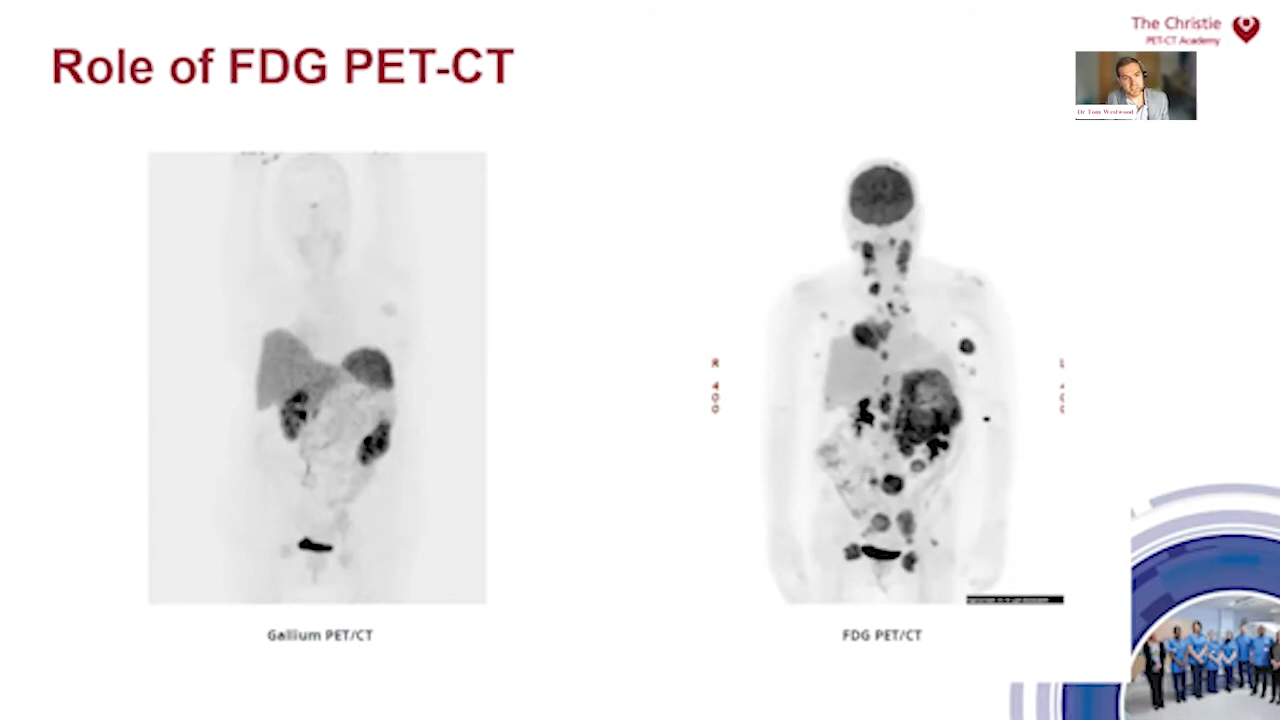 Role of FDG PET-CT
The Christie
PET-CT Academy
Dr Tom Westwood
R
L
400
Gallium PET/CT
FDG PET/CT